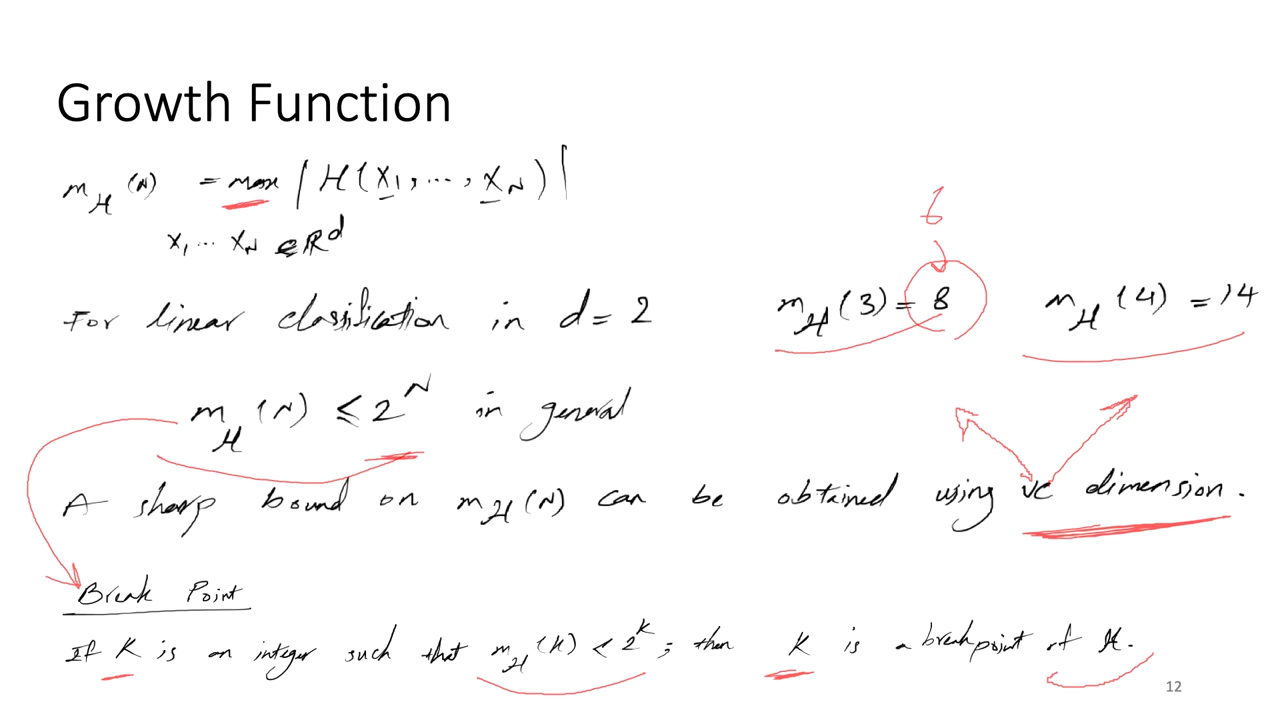 Growth Function
m_H (N) = max | H(x_1, ..., x_N) |
x_1 ... x_N ∈ R^d
6
For linear classification in d = 2 m_H (3) = 8 m_H (4) = 14
m_H (N) ≤ 2^N in general
A sharp bound on m_H (N) can be obtained using VC dimension.
Break Point
If K is an integer such that m_H (K) < 2^K ; then K is a breakpoint of H.
12